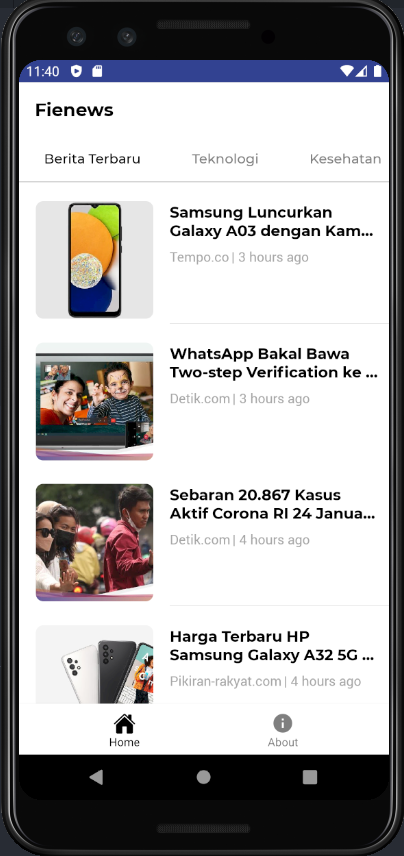 11:40
Fienews
Berita Terbaru
Teknologi
Kesehatan
Samsung Luncurkan
Galaxy A03 dengan Kam...
Tempo.co | 3 hours ago
WhatsApp Bakal Bawa
Two-step Verification ke ...
Detik.com | 3 hours ago
Sebaran 20.867 Kasus
Aktif Corona RI 24 Janua...
Detik.com | 4 hours ago
Harga Terbaru HP
Samsung Galaxy A32 5G ...
Pikiran-rakyat.com | 4 hours ago
Home
About